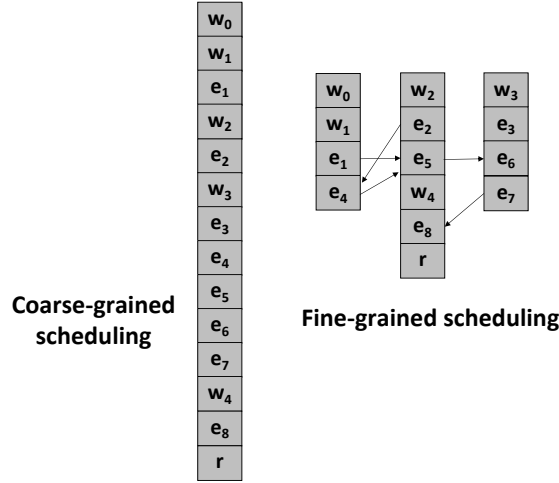 w₀
w₁
e₁
w₂
e₂
w₃
e₃
e₄
e₅
e₆
e₇
w₄
e₈
r
Coarse-grained
scheduling
w₀
w₁
e₁
e₄
w₂
e₂
e₅
w₄
e₈
r
w₃
e₃
e₆
e₇
Fine-grained scheduling